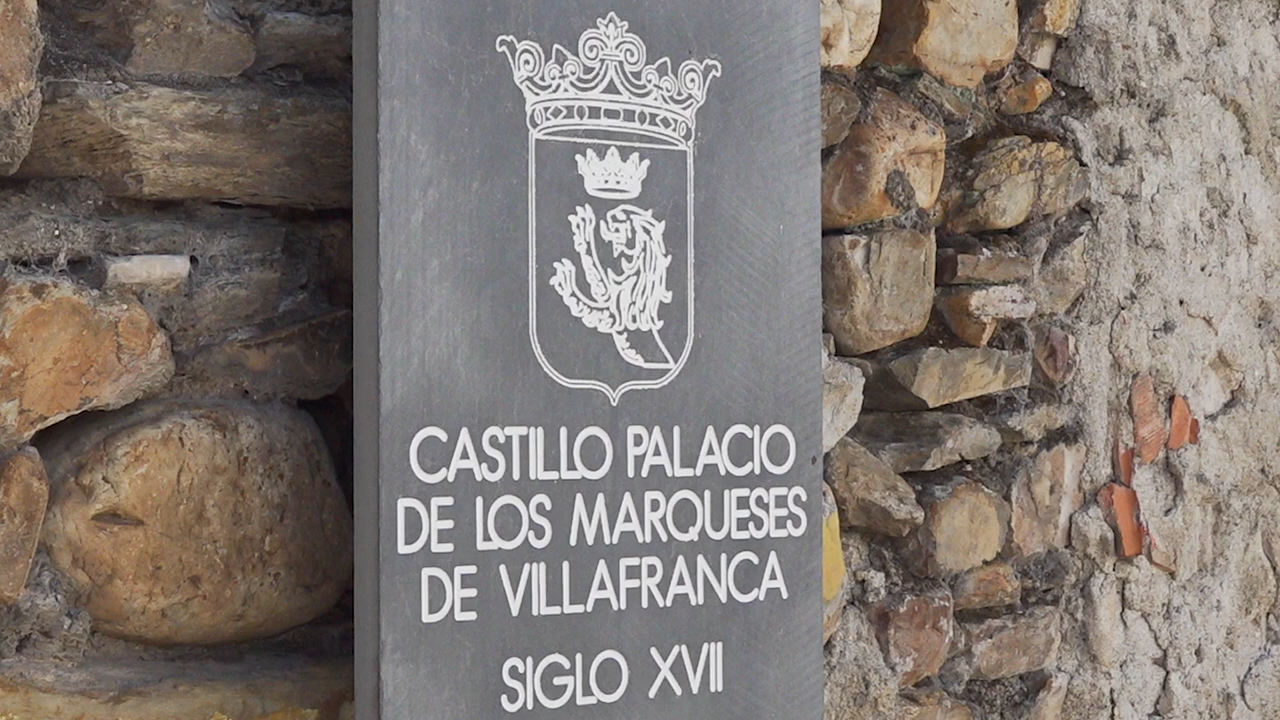 CASTILLO PALACIO
DE LOS MARQUESES
DE VILLAFRANCA
SIGLO XVII